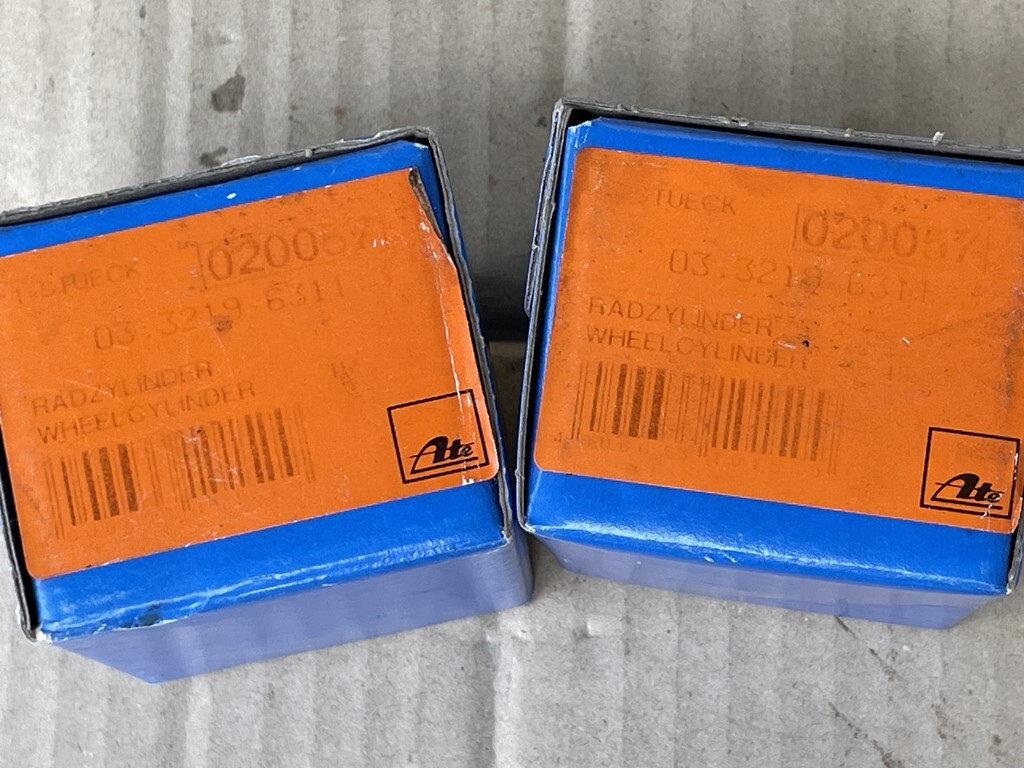 1 STUECK
020057
03.3219 6311
RADZYLINDER
WHEELCYLINDER
Ate
STUECK
020057
03.3219 6311
RADZYLINDER
WHEELCYLINDER
Ate